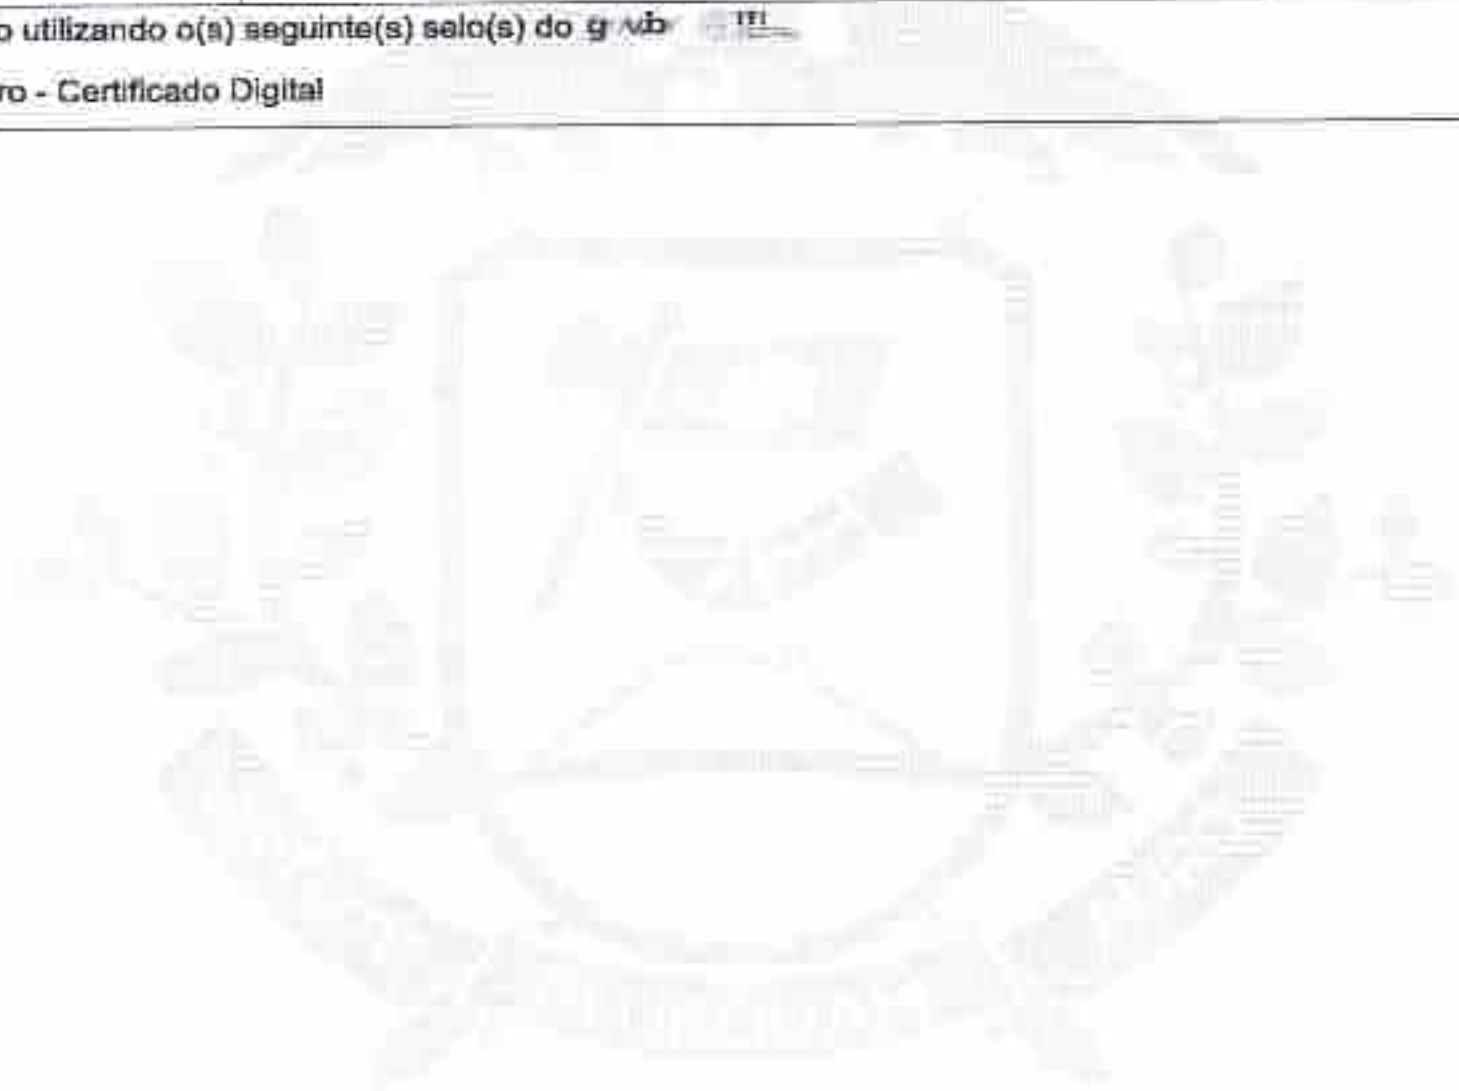 o utilizando o(s) seguinte(s) selo(s) do
ro - Certificado Digital